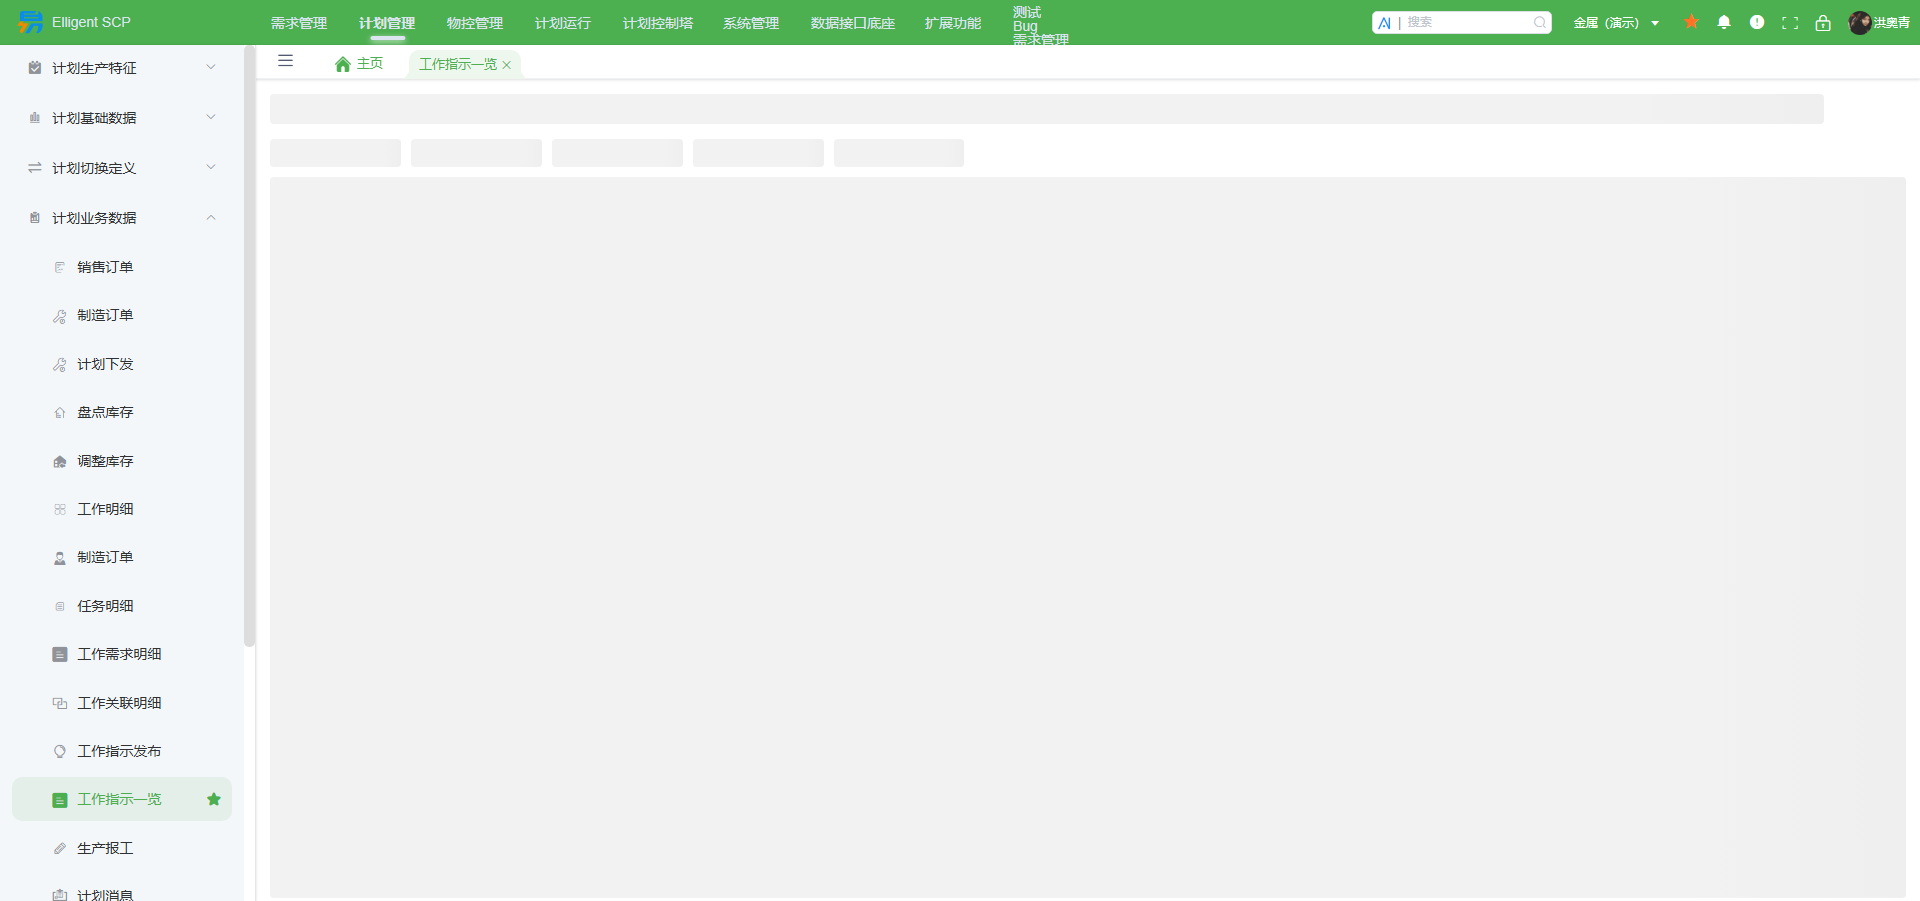 Elligent SCP
需求管理
计划管理
物控管理
计划运行
计划控制塔
系统管理
数据接口底座
扩展功能
测试
Bug
需求管理
AI
搜索
金属（演示）
洪奥青
计划生产特征
计划基础数据
计划切换定义
计划业务数据
销售订单
制造订单
计划下发
盘点库存
调整库存
工作明细
制造订单
任务明细
工作需求明细
工作关联明细
工作指示发布
工作指示一览
生产报工
计划消息
主页
工作指示一览